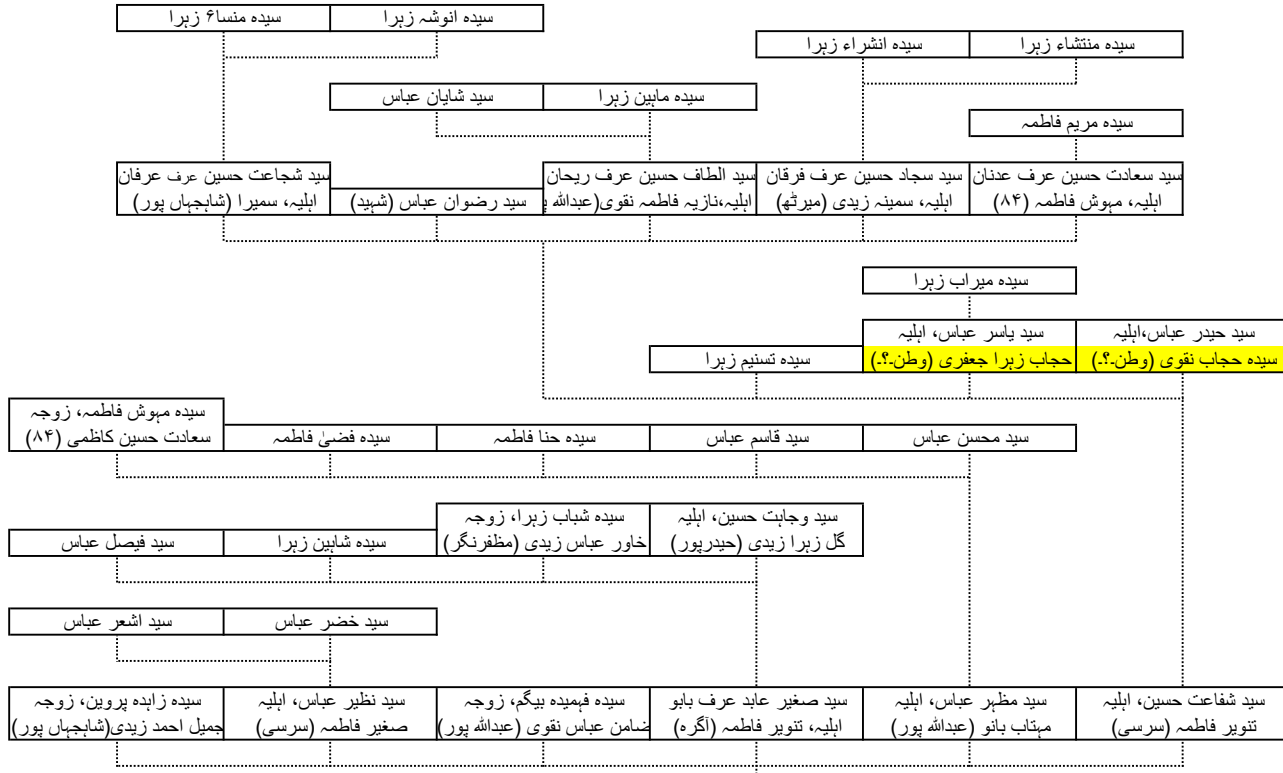 سیدہ انوشہ زہرا
سیدہ منساء زہرا
سیدہ منتشاء زہرا
سیدہ انشراء زہرا
سیدہ ماہین زہرا
سید شایان عباس
سیدہ مریم فاطمہ
سید سعادت حسین عرف عدنان
اہلیہ، مہوش فاطمہ (۸۴)
سید سجاد حسین عرف فرقان
اہلیہ، سمینہ زیدی (میرٹھ)
سید الطاف حسین عرف ریحان
اہلیہ،نازیہ فاطمہ نقوی(عبداللہ پ
سید رضوان عباس (شہید)
سید شجاعت حسین عرف عرفان
اہلیہ، سمیرا (شاہجہاں پور)
سیدہ میراب زہرا
سید حیدر عباس،اہلیہ
سیدہ حجاب نقوی (وطن۔؟۔)
سید یاسر عباس، اہلیہ
حجاب زہرا جعفری (وطن۔؟۔)
سیدہ تسنیم زہرا
سید محسن عباس
سید قاسم عباس
سیدہ حنا فاطمہ
سیدہ فضیٰ فاطمہ
سیدہ مہوش فاطمہ، زوجہ
سعادت حسین کاظمی (۸۴)
سید وجاہت حسین، اہلیہ
گل زہرا زیدی (حیدرپور)
سیدہ شباب زہرا، زوجہ
خاور عباس زیدی (مظفرنگر)
سیدہ شاہین زہرا
سید فیصل عباس
سید خضر عباس
سید اشعر عباس
سید شفاعت حسین، اہلیہ
تنویر فاطمہ (سرسی)
سید مظہر عباس، اہلیہ
مہتاب بانو (عبداللہ پور)
سید صغیر عابد عرف بابو
اہلیہ، تنویر فاطمہ (آگرہ)
سیدہ فہمیدہ بیگم، زوجہ
ضامن عباس نقوی (عبداللہ پور)
سید نظیر عباس، اہلیہ
صغیر فاطمہ (سرسی)
سیدہ زاہدہ پروین، زوجہ
جمیل احمد زیدی(شاہجہاں پور)